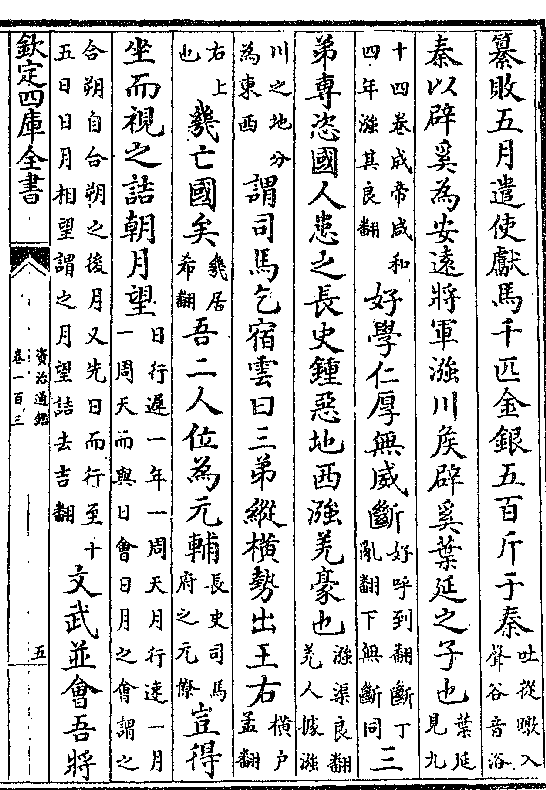 纂敗五月遣使獻馬千匹金銀五百斤于秦吐從暾入聲谷音浴
秦以辟奚為安遠將軍漒川侯辟奚葉延之子也葉延見九
十四卷成帝咸和四年漒其良翻好學仁厚無威斷好呼到翻斷丁亂翻下無斷同三
弟專恣國人患之長史鍾惡地西漒羌豪也漒渠良翻羌人據漒
川之地分為東西謂司馬乞宿雲曰三弟縱横勢出王右横户孟翻
右上也幾亡國矣幾居希翻吾二人位為元輔長史司馬府之元僚豈得
坐而視之詰朝月望日行遲一年一周天月行速一月一周天而與日會日月之會謂之
合朔自合朔之後月又先日而行至十五日日月相望謂之月望詰去吉翻文武並會吾將
欽定四庫全書
資治通鑑
卷一百三
五